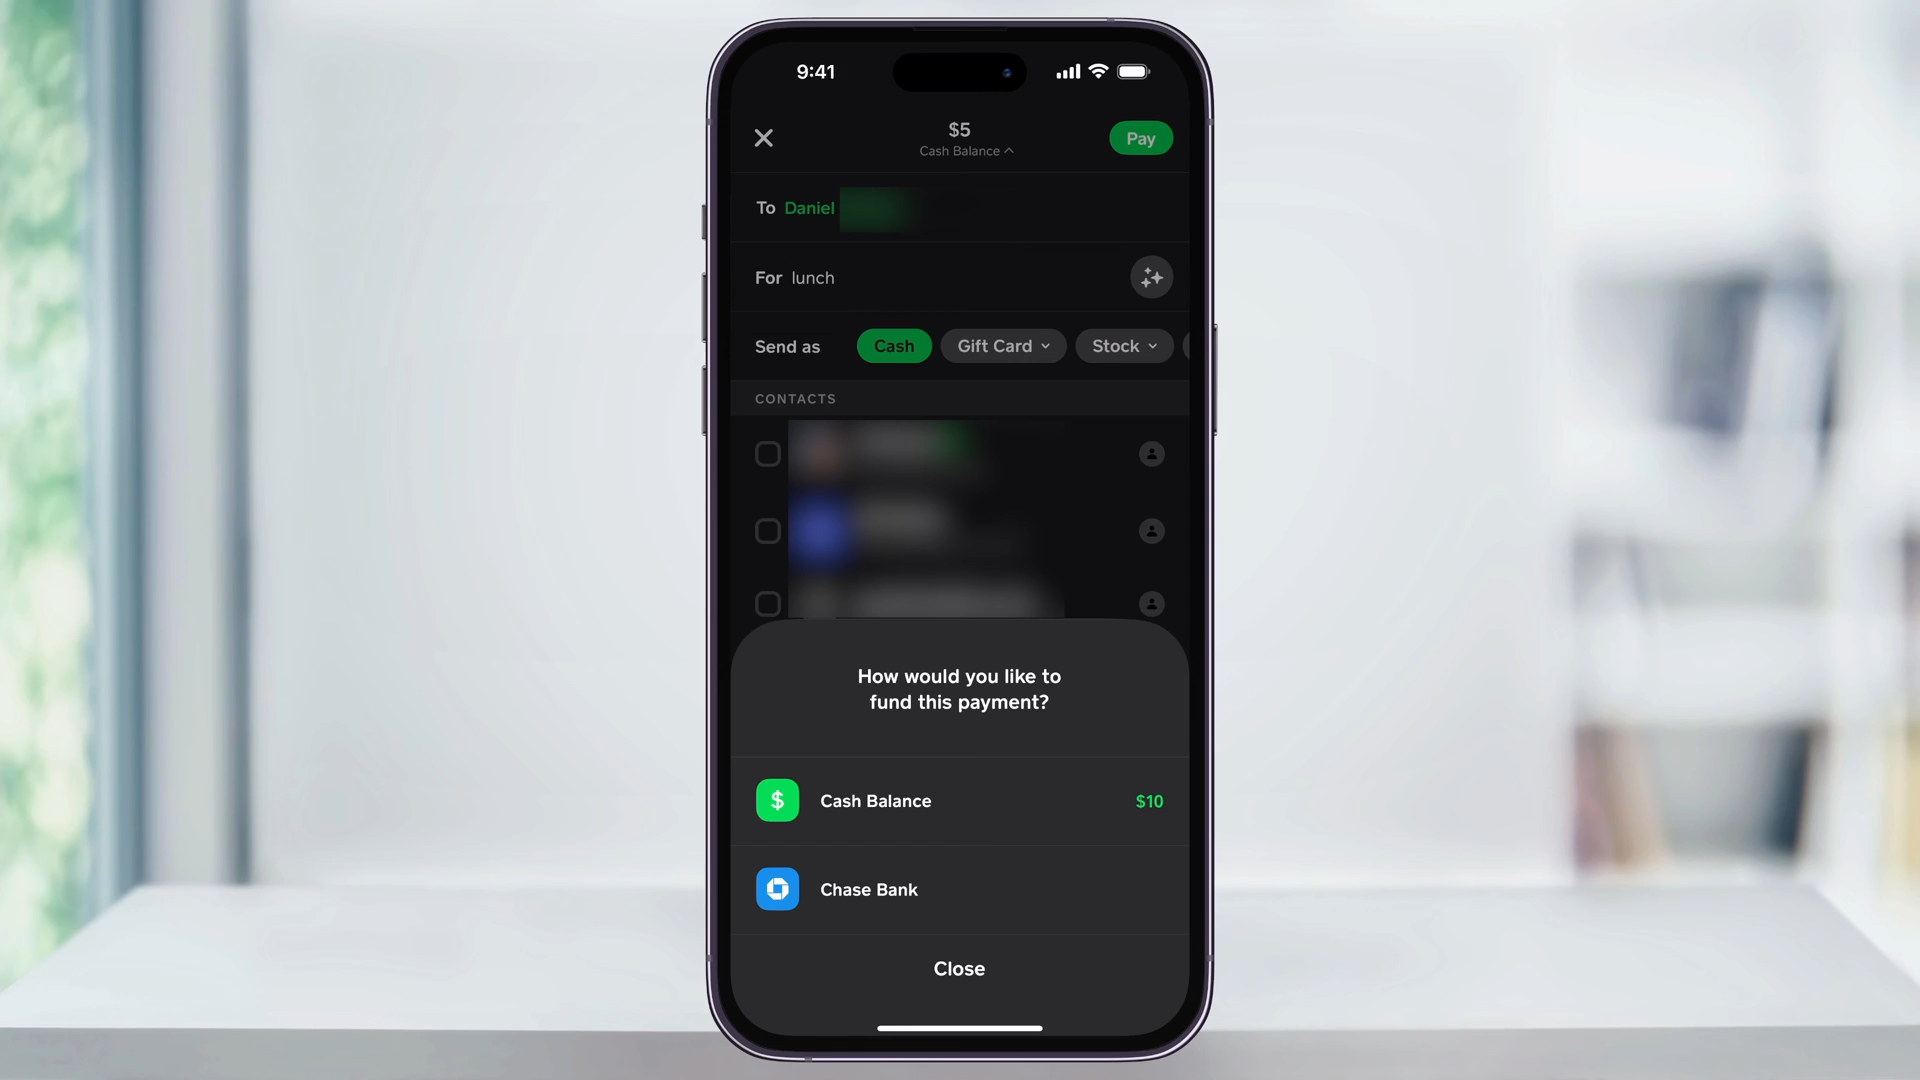 9:41
$5
Cash Balance
Pay
To Daniel
For lunch
Send as Cash Gift Card Stock
CONTACTS
How would you like to
fund this payment?
$ Cash Balance $10
Chase Bank
Close